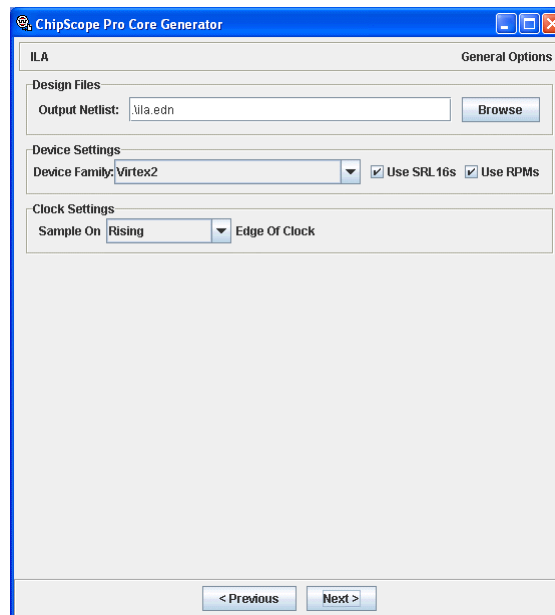 ChipScope Pro Core Generator
ILA General Options
Design Files
Output Netlist: .\ila.edn Browse
Device Settings
Device Family: Virtex2 Use SRL16s Use RPMs
Clock Settings
Sample On Rising Edge Of Clock
< Previous Next >